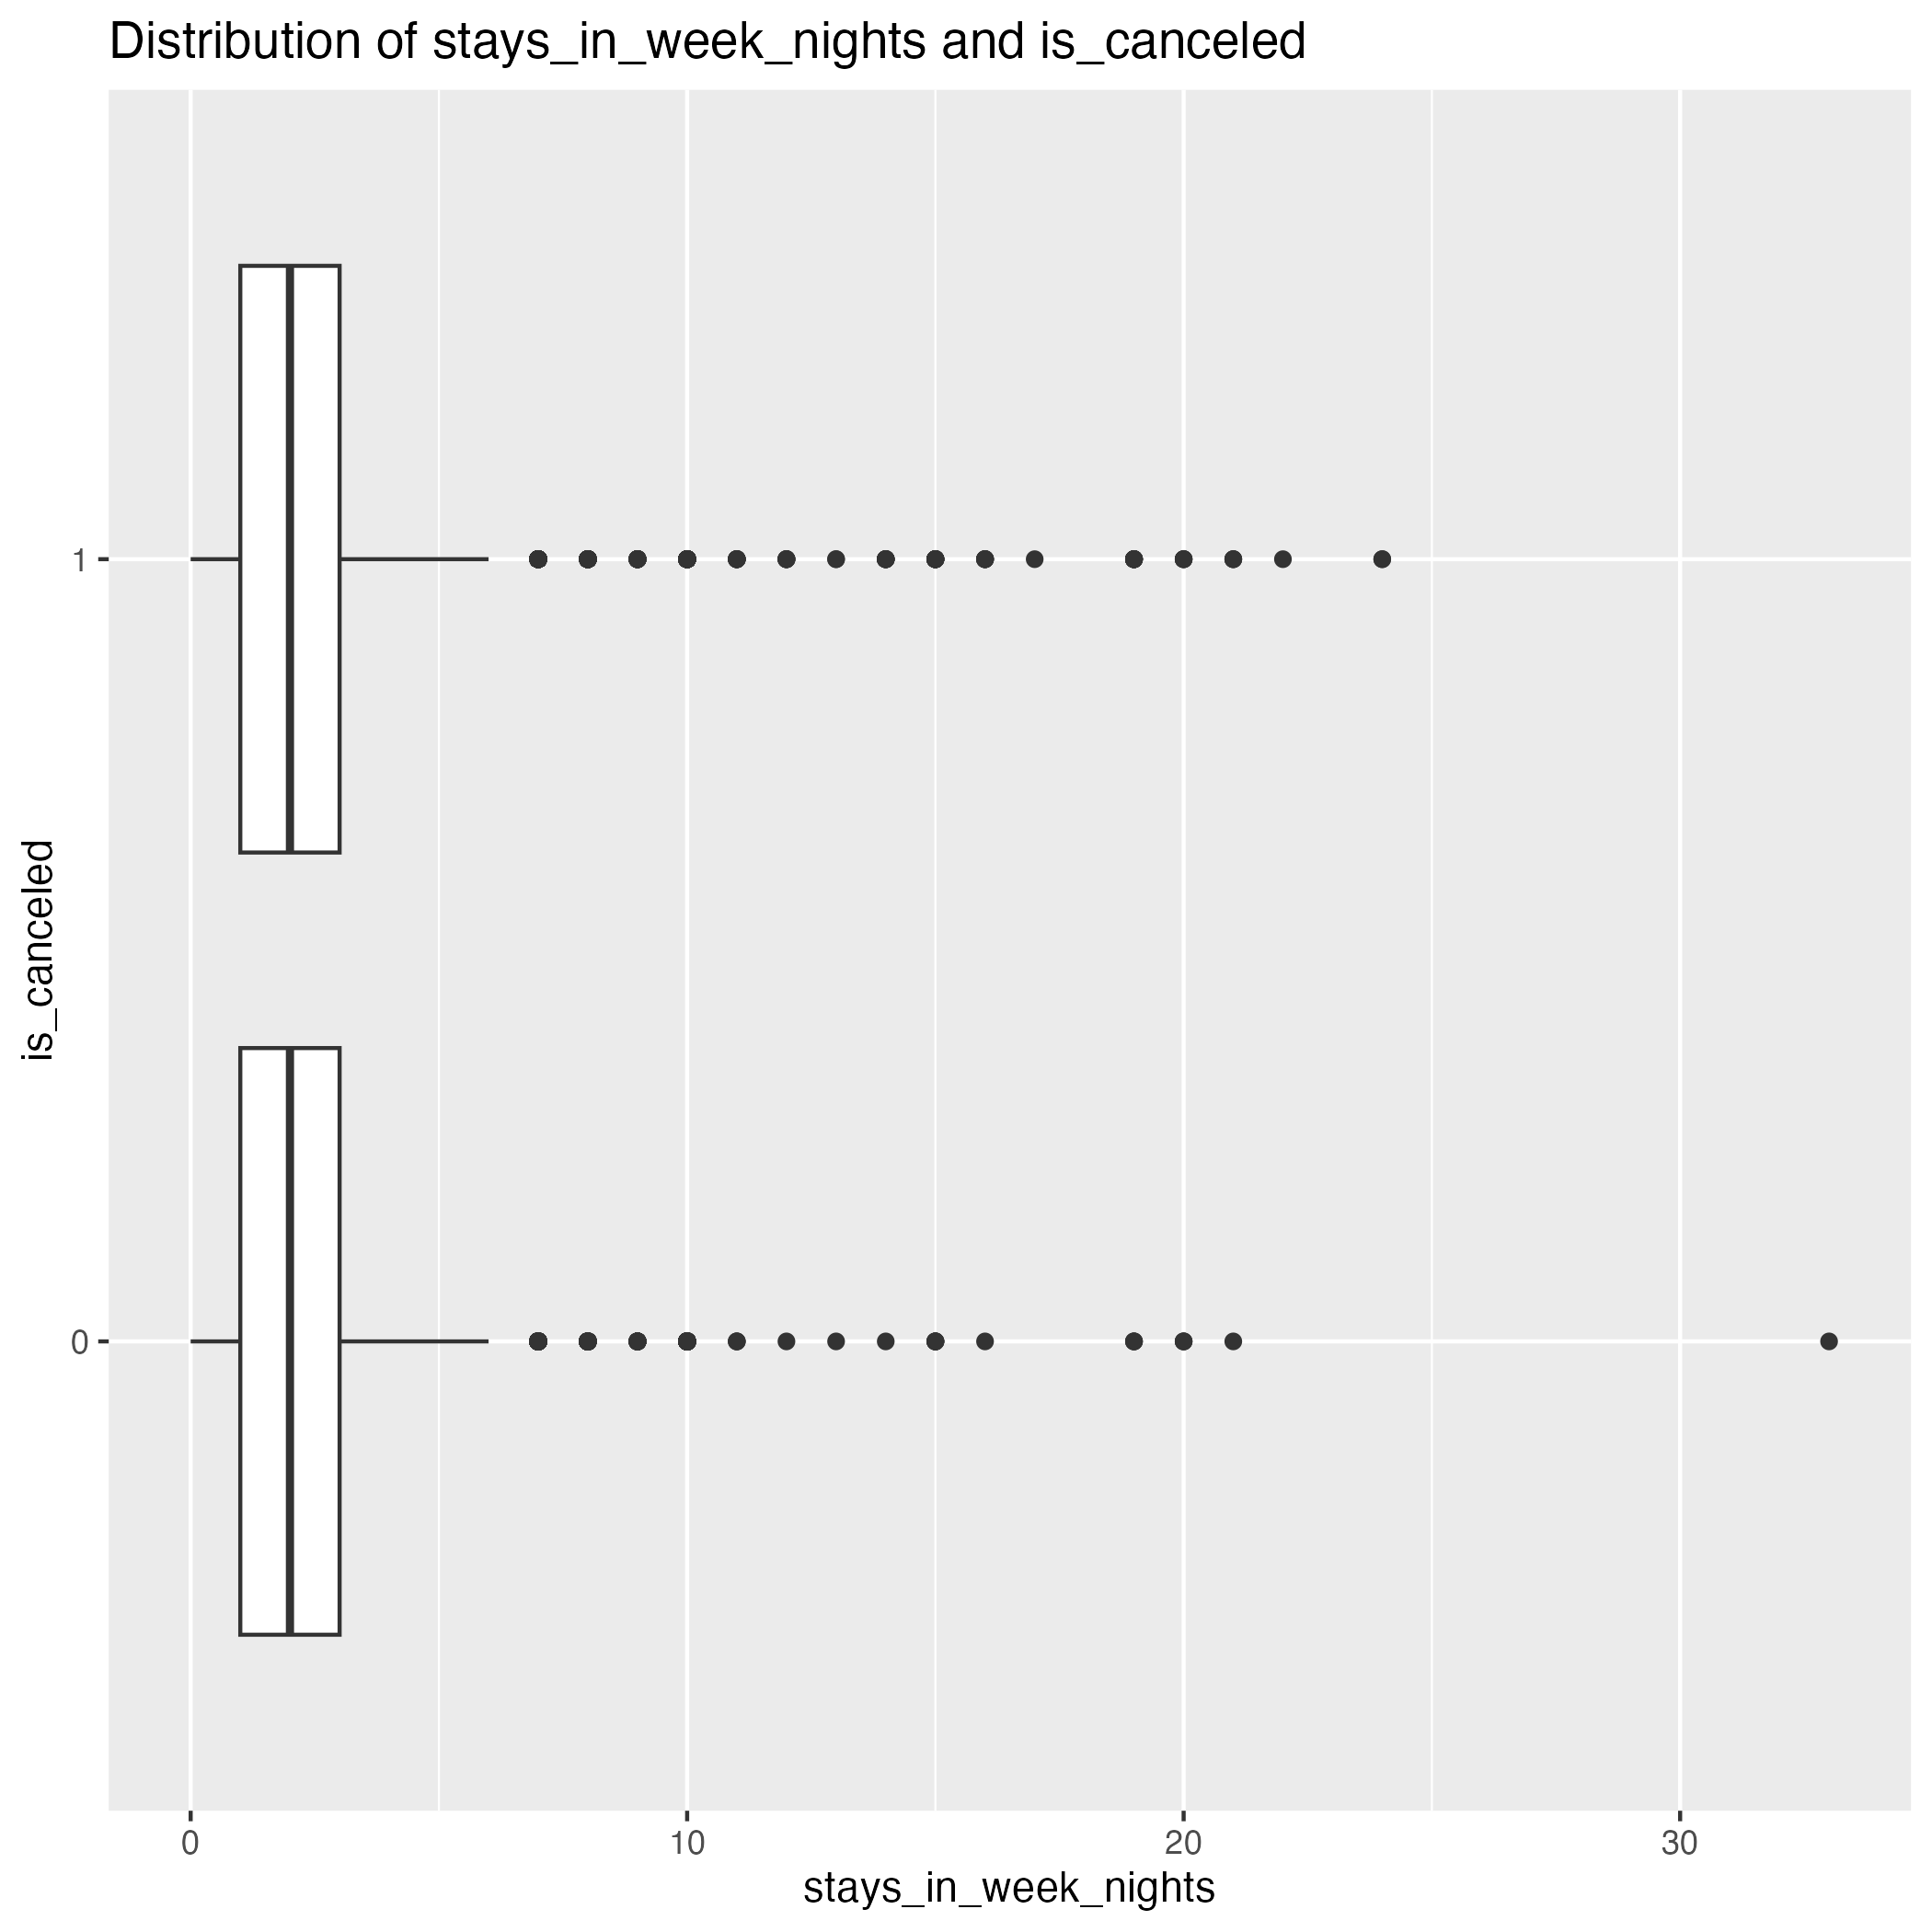 Distribution of stays_in_week_nights and is_canceled
is_canceled
1
0
0 10 20 30
stays_in_week_nights